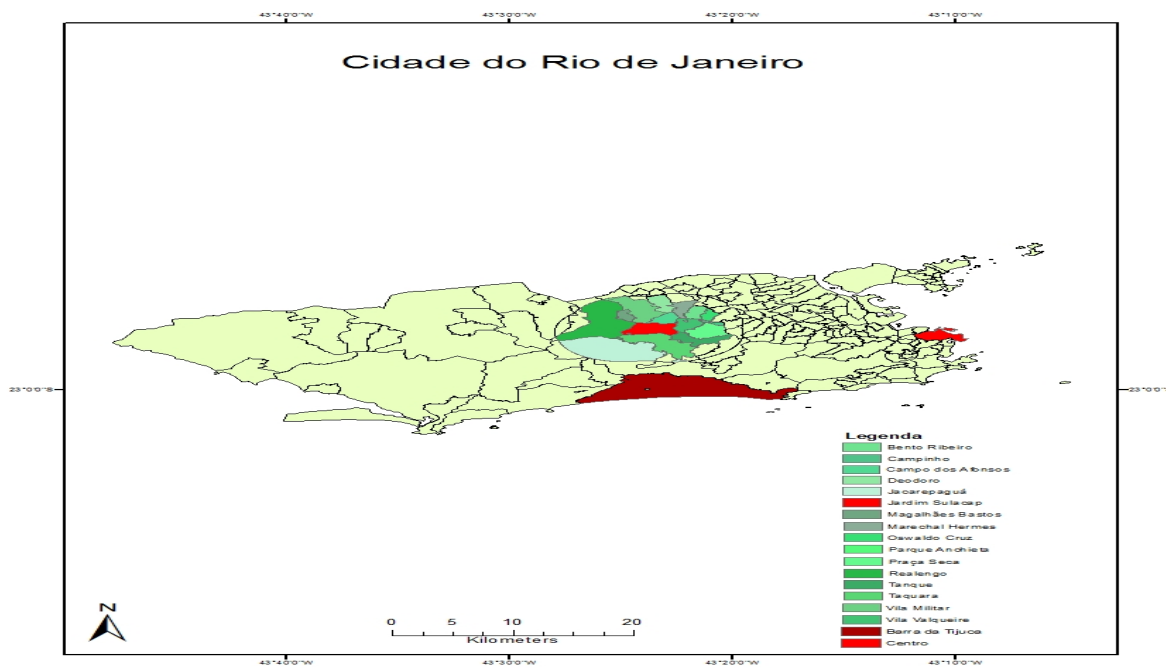 43°40'0"W 43°30'0"W 43°20'0"W 43°10'0"W
Cidade do Rio de Janeiro
23°0'0"S 23°0'0"S
Legenda
Bento Ribeiro
Campinho
Campo dos Afonsos
Deodoro
Jacarepaguá
Jardim Sulacap
Magalhães Bastos
Marechal Hermes
Oswaldo Cruz
Parque Anchieta
Praça Seca
Realengo
Tanque
Taquara
Vila Militar
Vila Valqueire
Barra da Tijuca
Centro
N
0 5 10 20
Kilometers
43°40'0"W 43°30'0"W 43°20'0"W 43°10'0"W